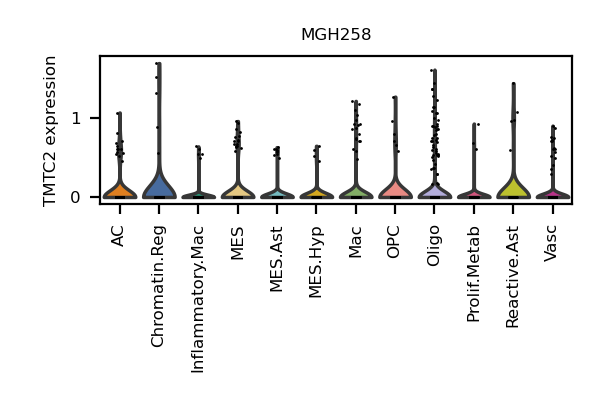 MGH258
TMTC2 expression
1
0
AC
Chromatin.Reg
Inflammatory.Mac
MES
MES.Ast
MES.Hyp
Mac
OPC
Oligo
Prolif.Metab
Reactive.Ast
Vasc